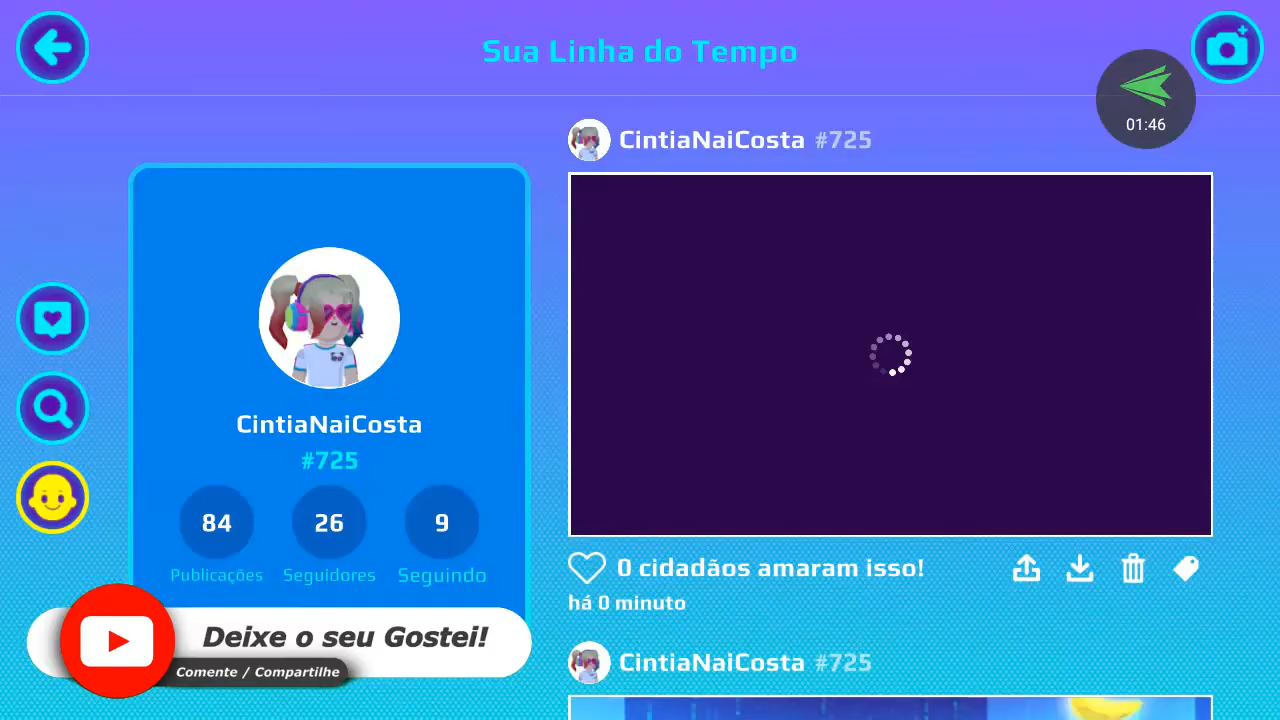 Sua Linha do Tempo
01:46
CintiaNaiCosta #725
CintiaNaiCosta
#725
84
26
9
Publicações
Seguidores
Seguindo
0 cidadãos amaram isso!
há 0 minuto
Deixe o seu Gostei!
Comente / Compartilhe
CintiaNaiCosta #725